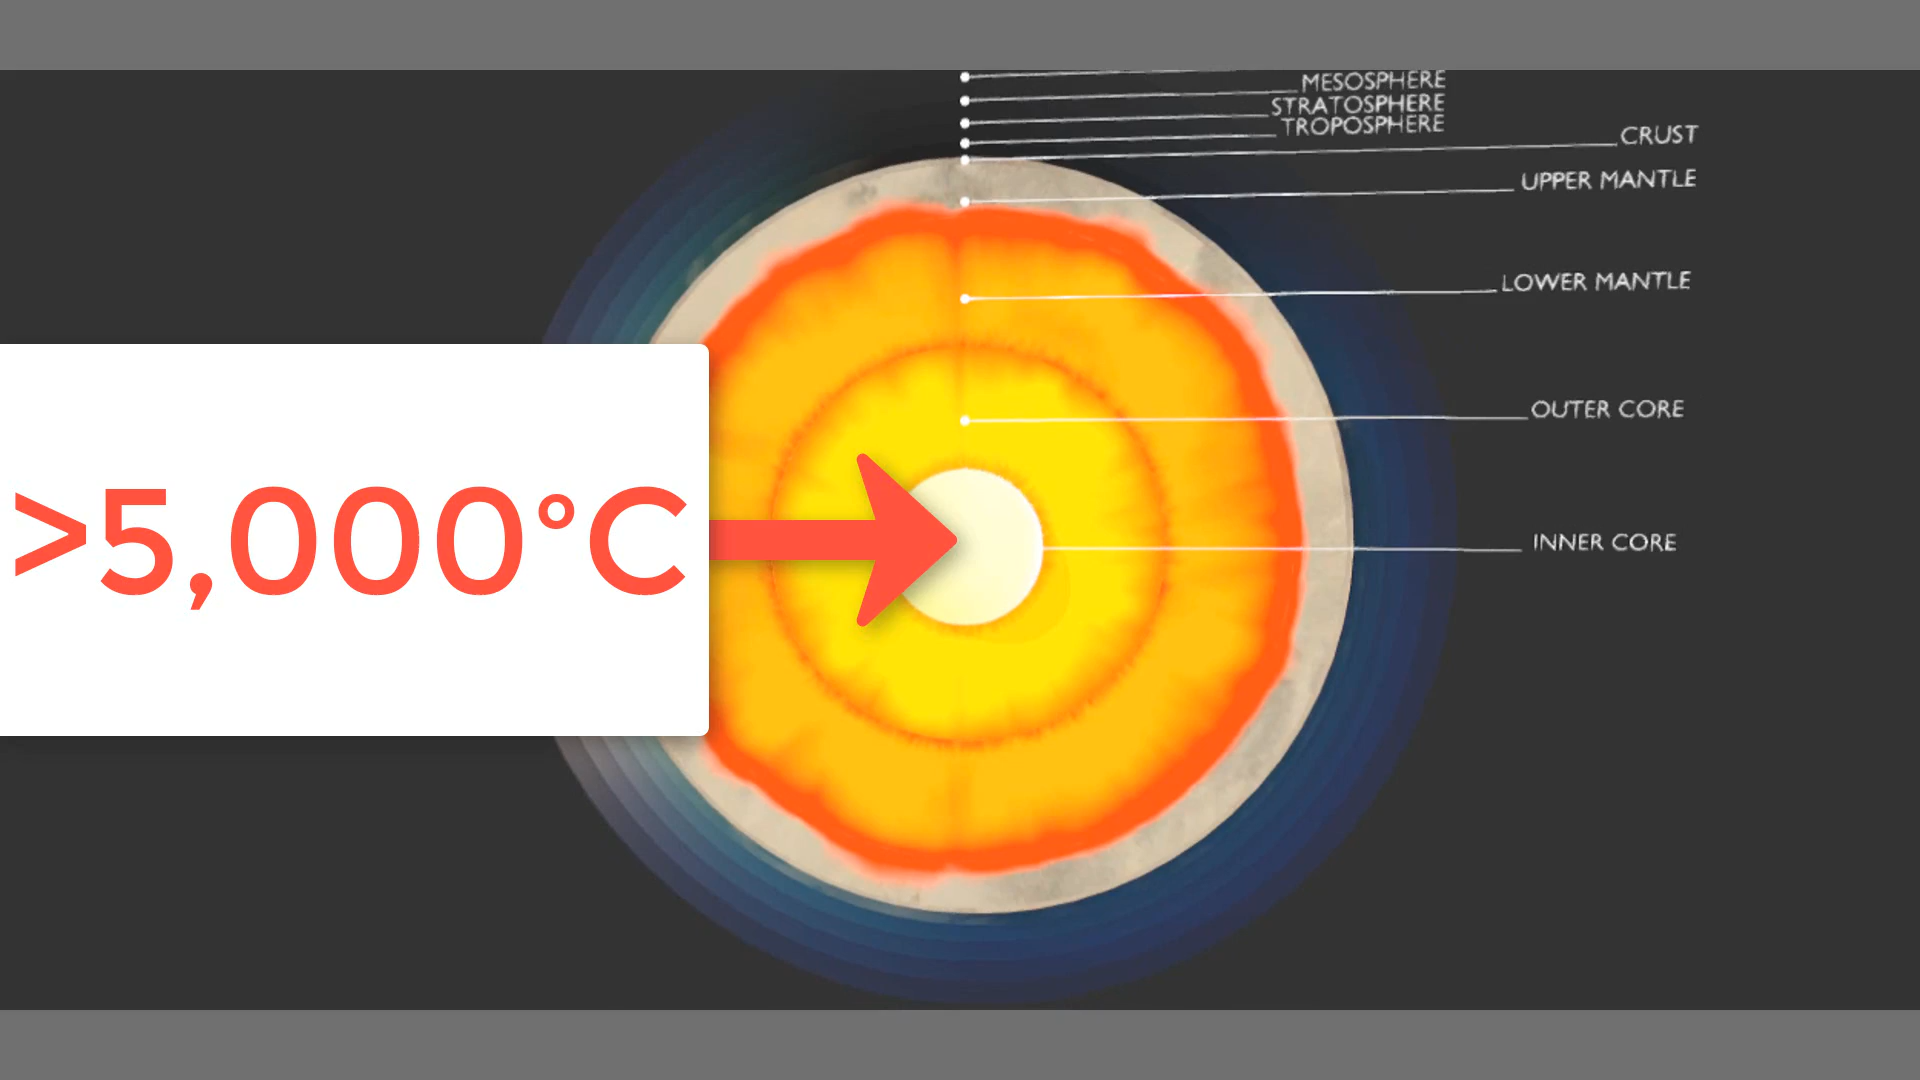 MESOSPHERE
STRATOSPHERE
TROPOSPHERE
CRUST
UPPER MANTLE
LOWER MANTLE
OUTER CORE
>5,000°C
INNER CORE